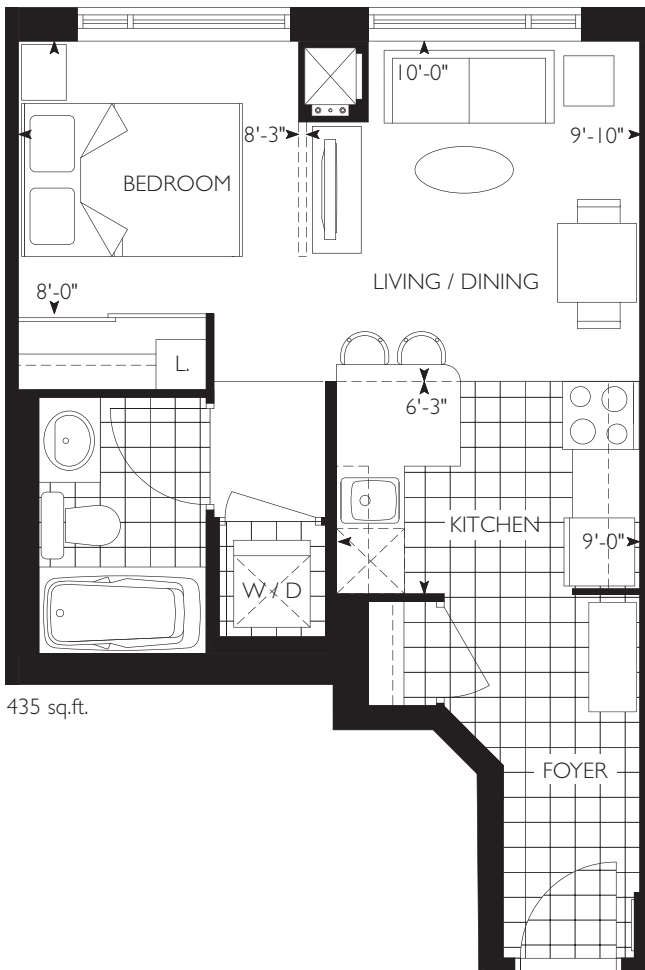 10'-0"
8'-3"
9'-10"
BEDROOM
LIVING / DINING
8'-0"
L.
6'-3"
KITCHEN
9'-0"
W / D
435 sq.ft.
FOYER